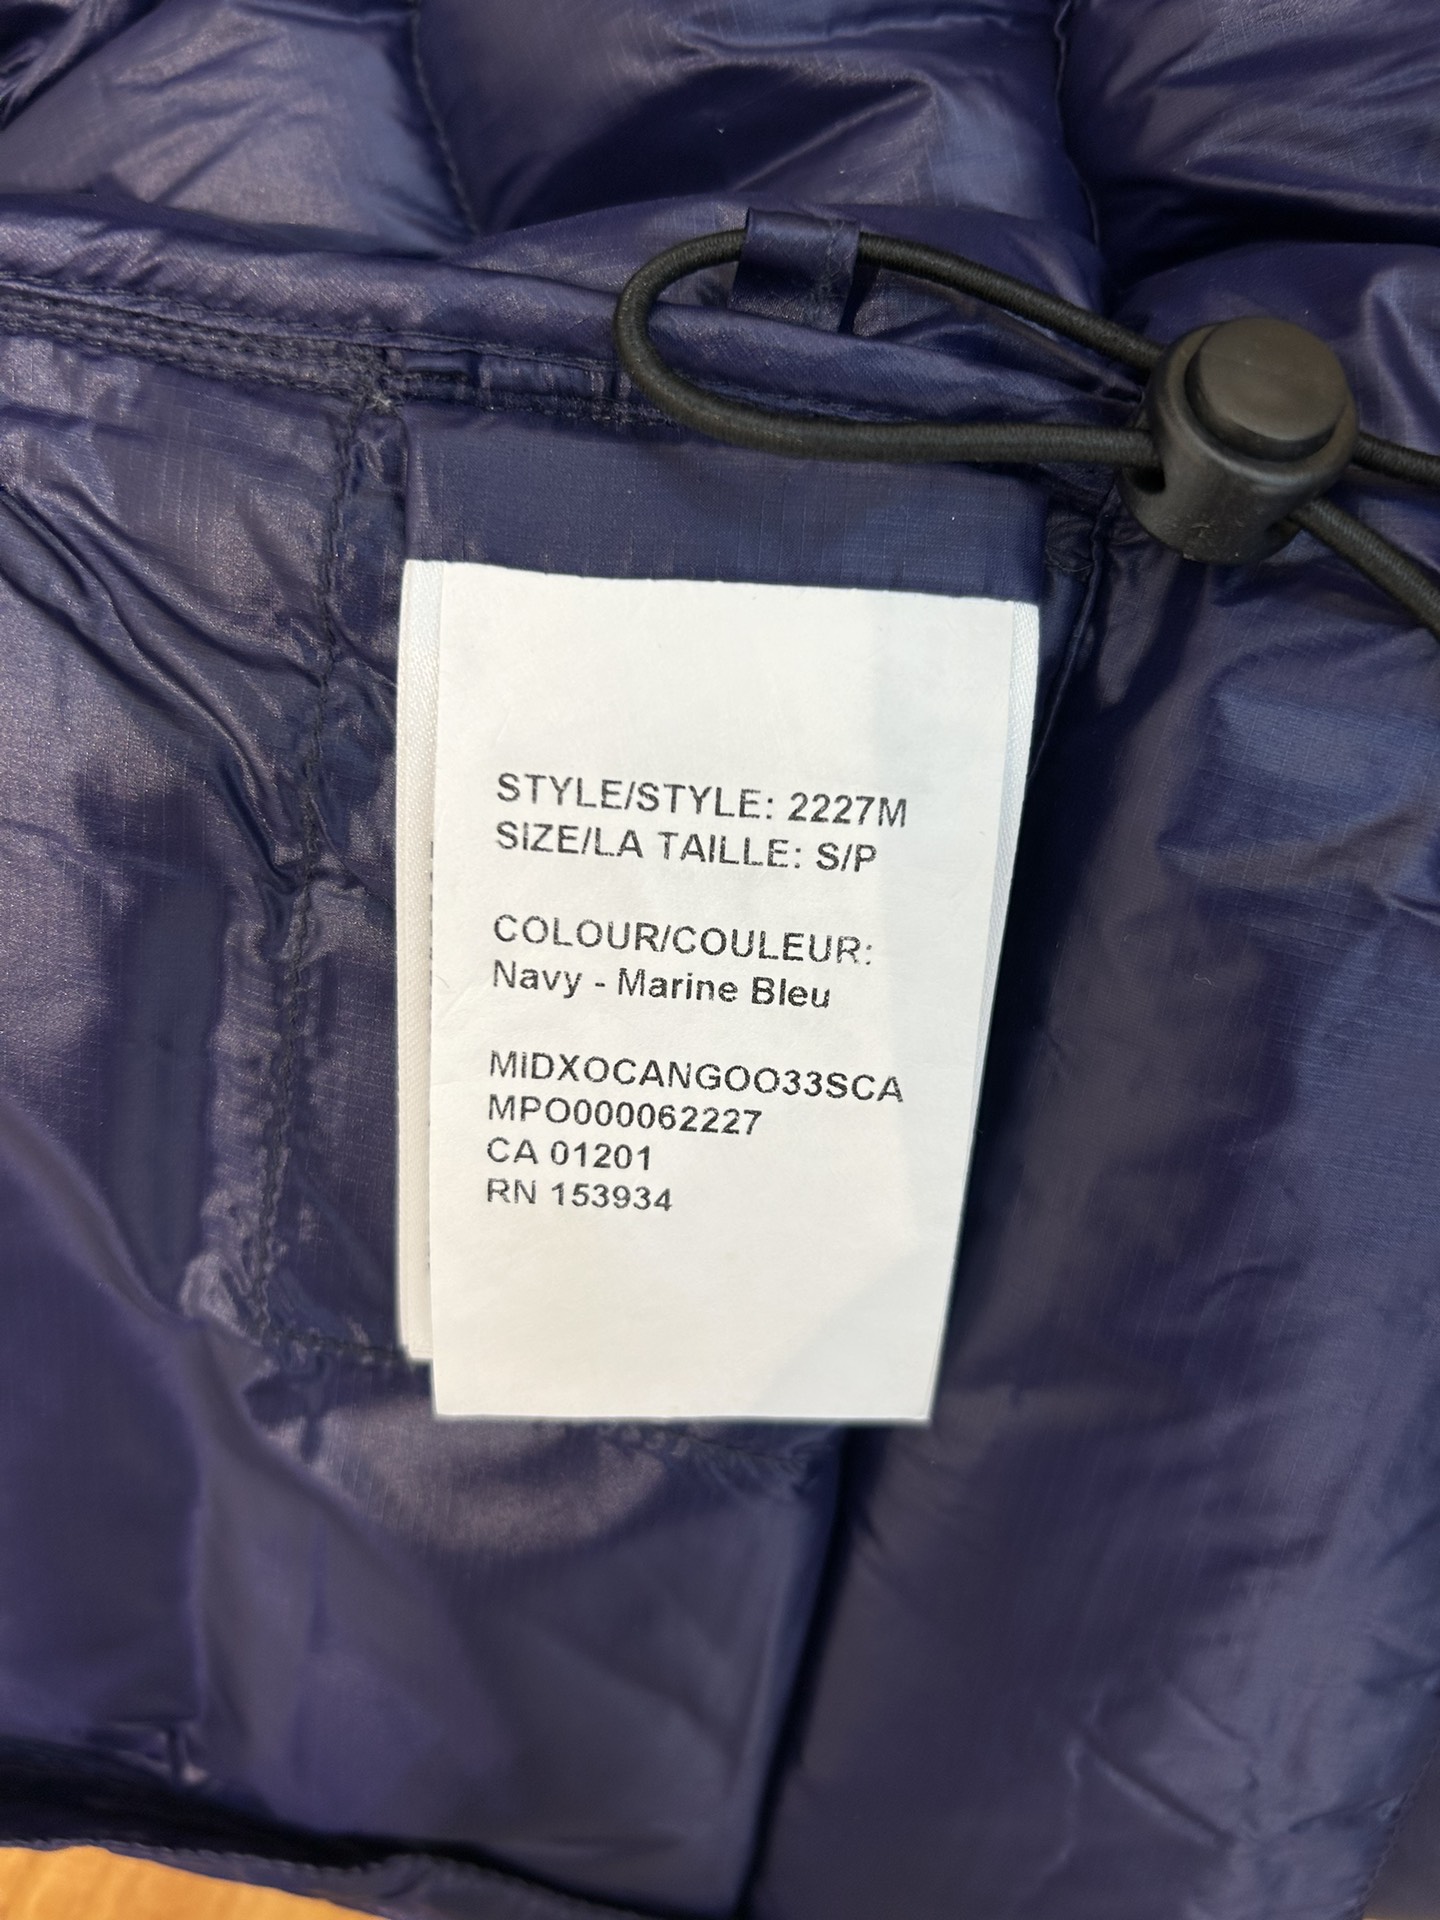 STYLE/STYLE: 2227M
SIZE/LA TAILLE: S/P
COLOUR/COULEUR:
Navy - Marine Bleu
MIDXOCANGOO33SCA
MPO000062227
CA 01201
RN 153934